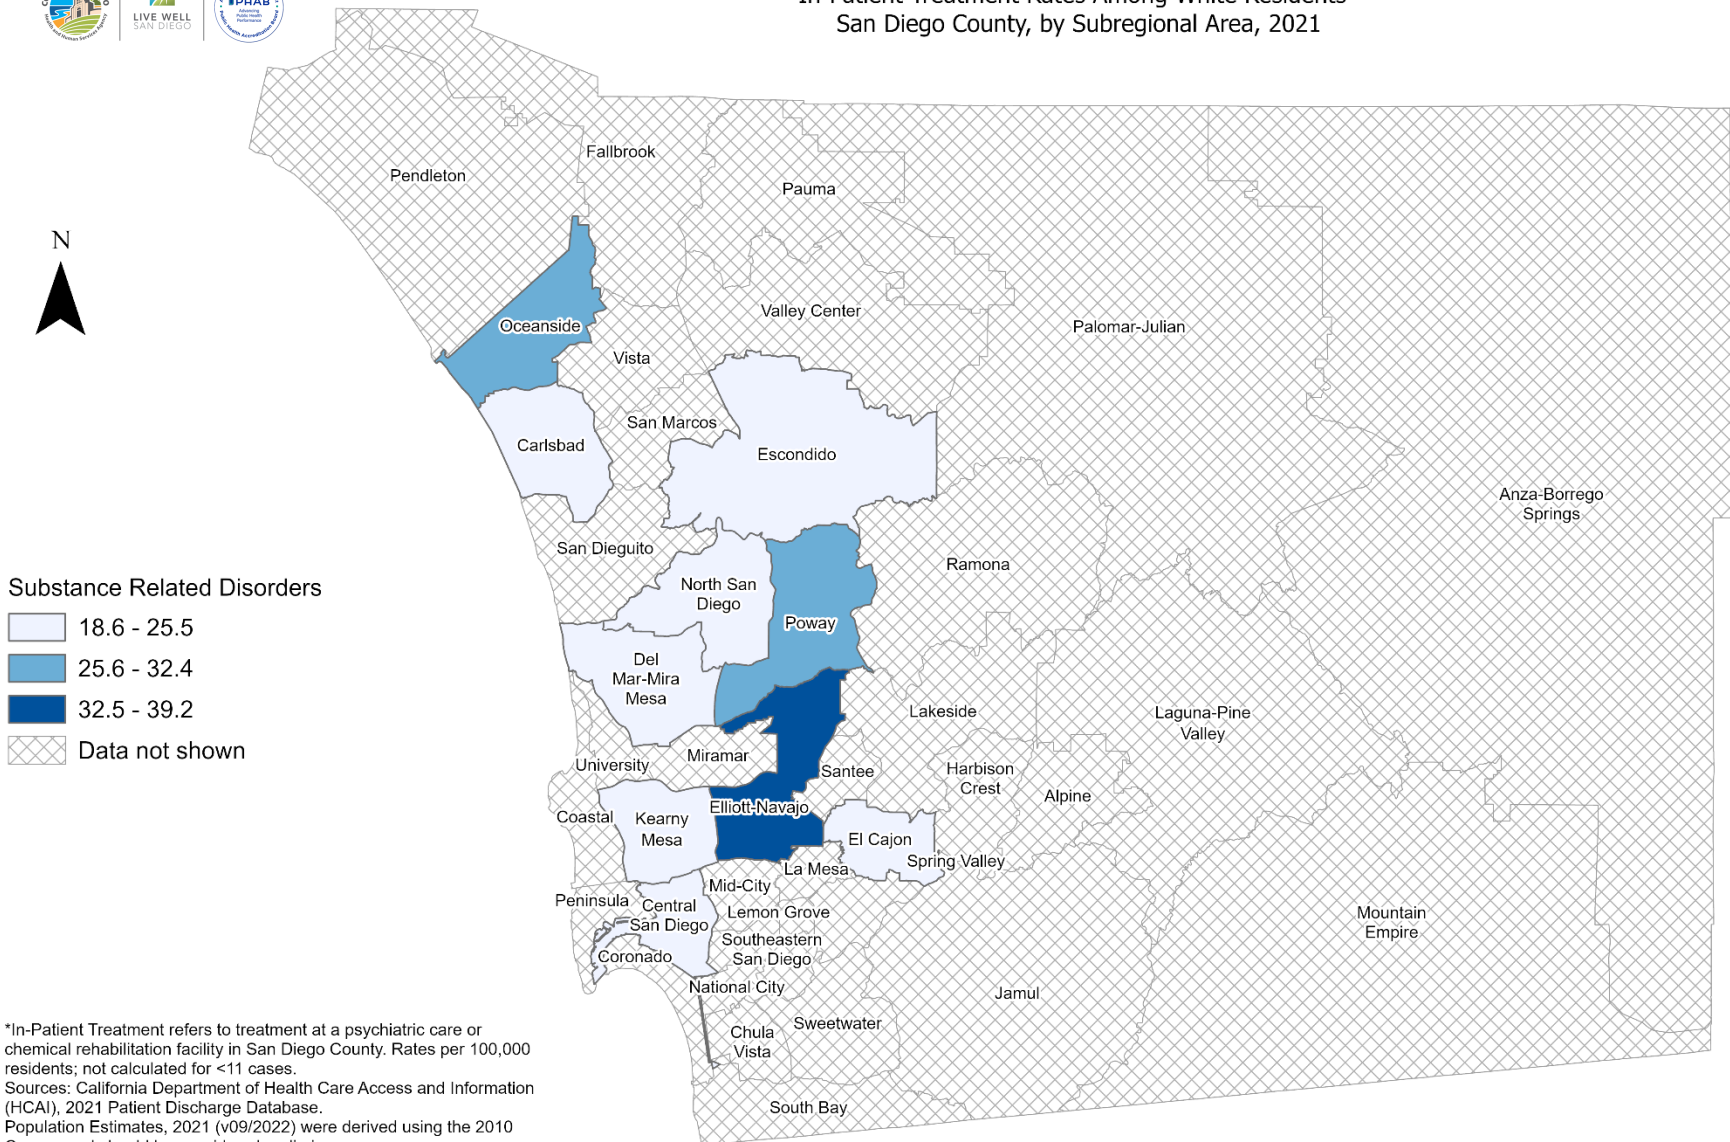 PHAB
Advancing
Public Health
Performance
LIVE WELL
SAN DIEGO
In-Patient Treatment Rates Among White Residents
San Diego County, by Subregional Area, 2021
Fallbrook
Pendleton
Pauma
N
Valley Center
Oceanside
Palomar-Julian
Vista
San Marcos
Carlsbad
Escondido
Anza-Borrego
Springs
San Dieguito
Ramona
North San
Diego
Poway
Substance Related Disorders
18.6 - 25.5
25.6 - 32.4
32.5 - 39.2
Data not shown
Del
Mar-Mira
Mesa
Lakeside
Laguna-Pine
Valley
Miramar
University
Santee
Harbison
Crest
Alpine
Elliott-Navajo
Coastal
Kearny
Mesa
El Cajon
Spring Valley
La Mesa
Mid-City
Peninsula
Central
San Diego
Lemon Grove
Mountain
Empire
Southeastern
San Diego
Coronado
National City
Jamul
Sweetwater
Chula
Vista
South Bay
*In-Patient Treatment refers to treatment at a psychiatric care or
chemical rehabilitation facility in San Diego County. Rates per 100,000
residents; not calculated for <11 cases.
Sources: California Department of Health Care Access and Information
(HCAI), 2021 Patient Discharge Database.
Population Estimates, 2021 (v09/2022) were derived using the 2010